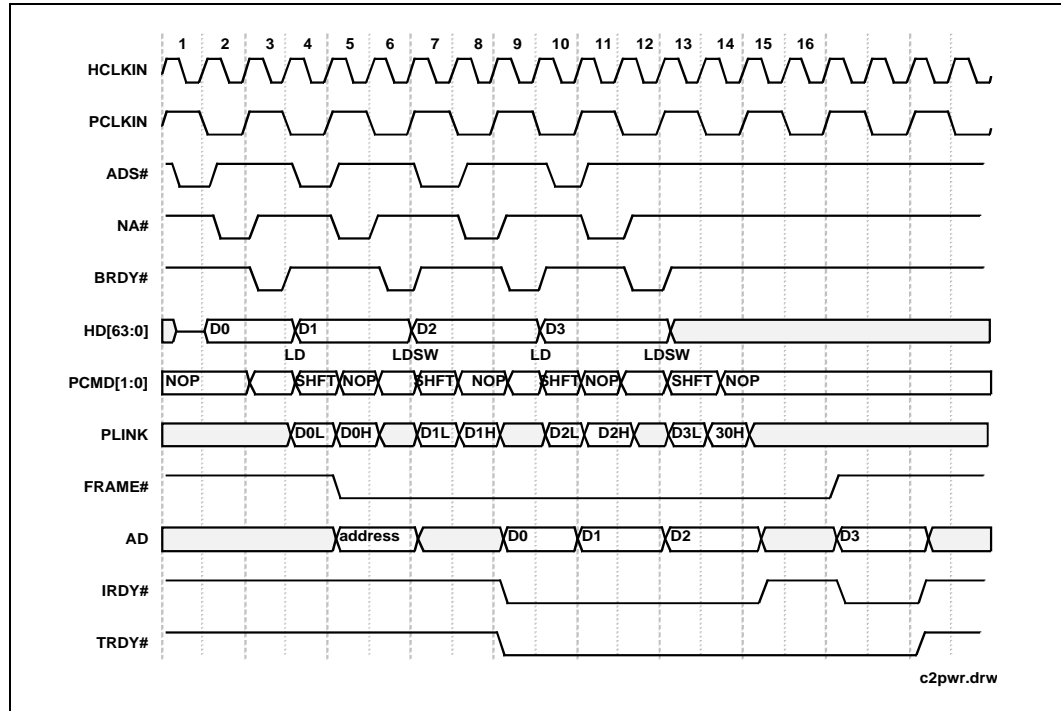 1 2 3 4 5 6 7 8 9 10 11 12 13 14 15 16
HCLKIN
PCLKIN
ADS#
NA#
BRDY#
HD[63:0] D0 D1 D2 D3
LD LDSW LD LDSW
PCMD[1:0] NOP SHFT NOP SHFT NOP SHFT NOP SHFT NOP
PLINK D0L D0H D1L D1H D2L D2H D3L 30H
FRAME#
AD address D0 D1 D2 D3
IRDY#
TRDY#
c2pwr.drw